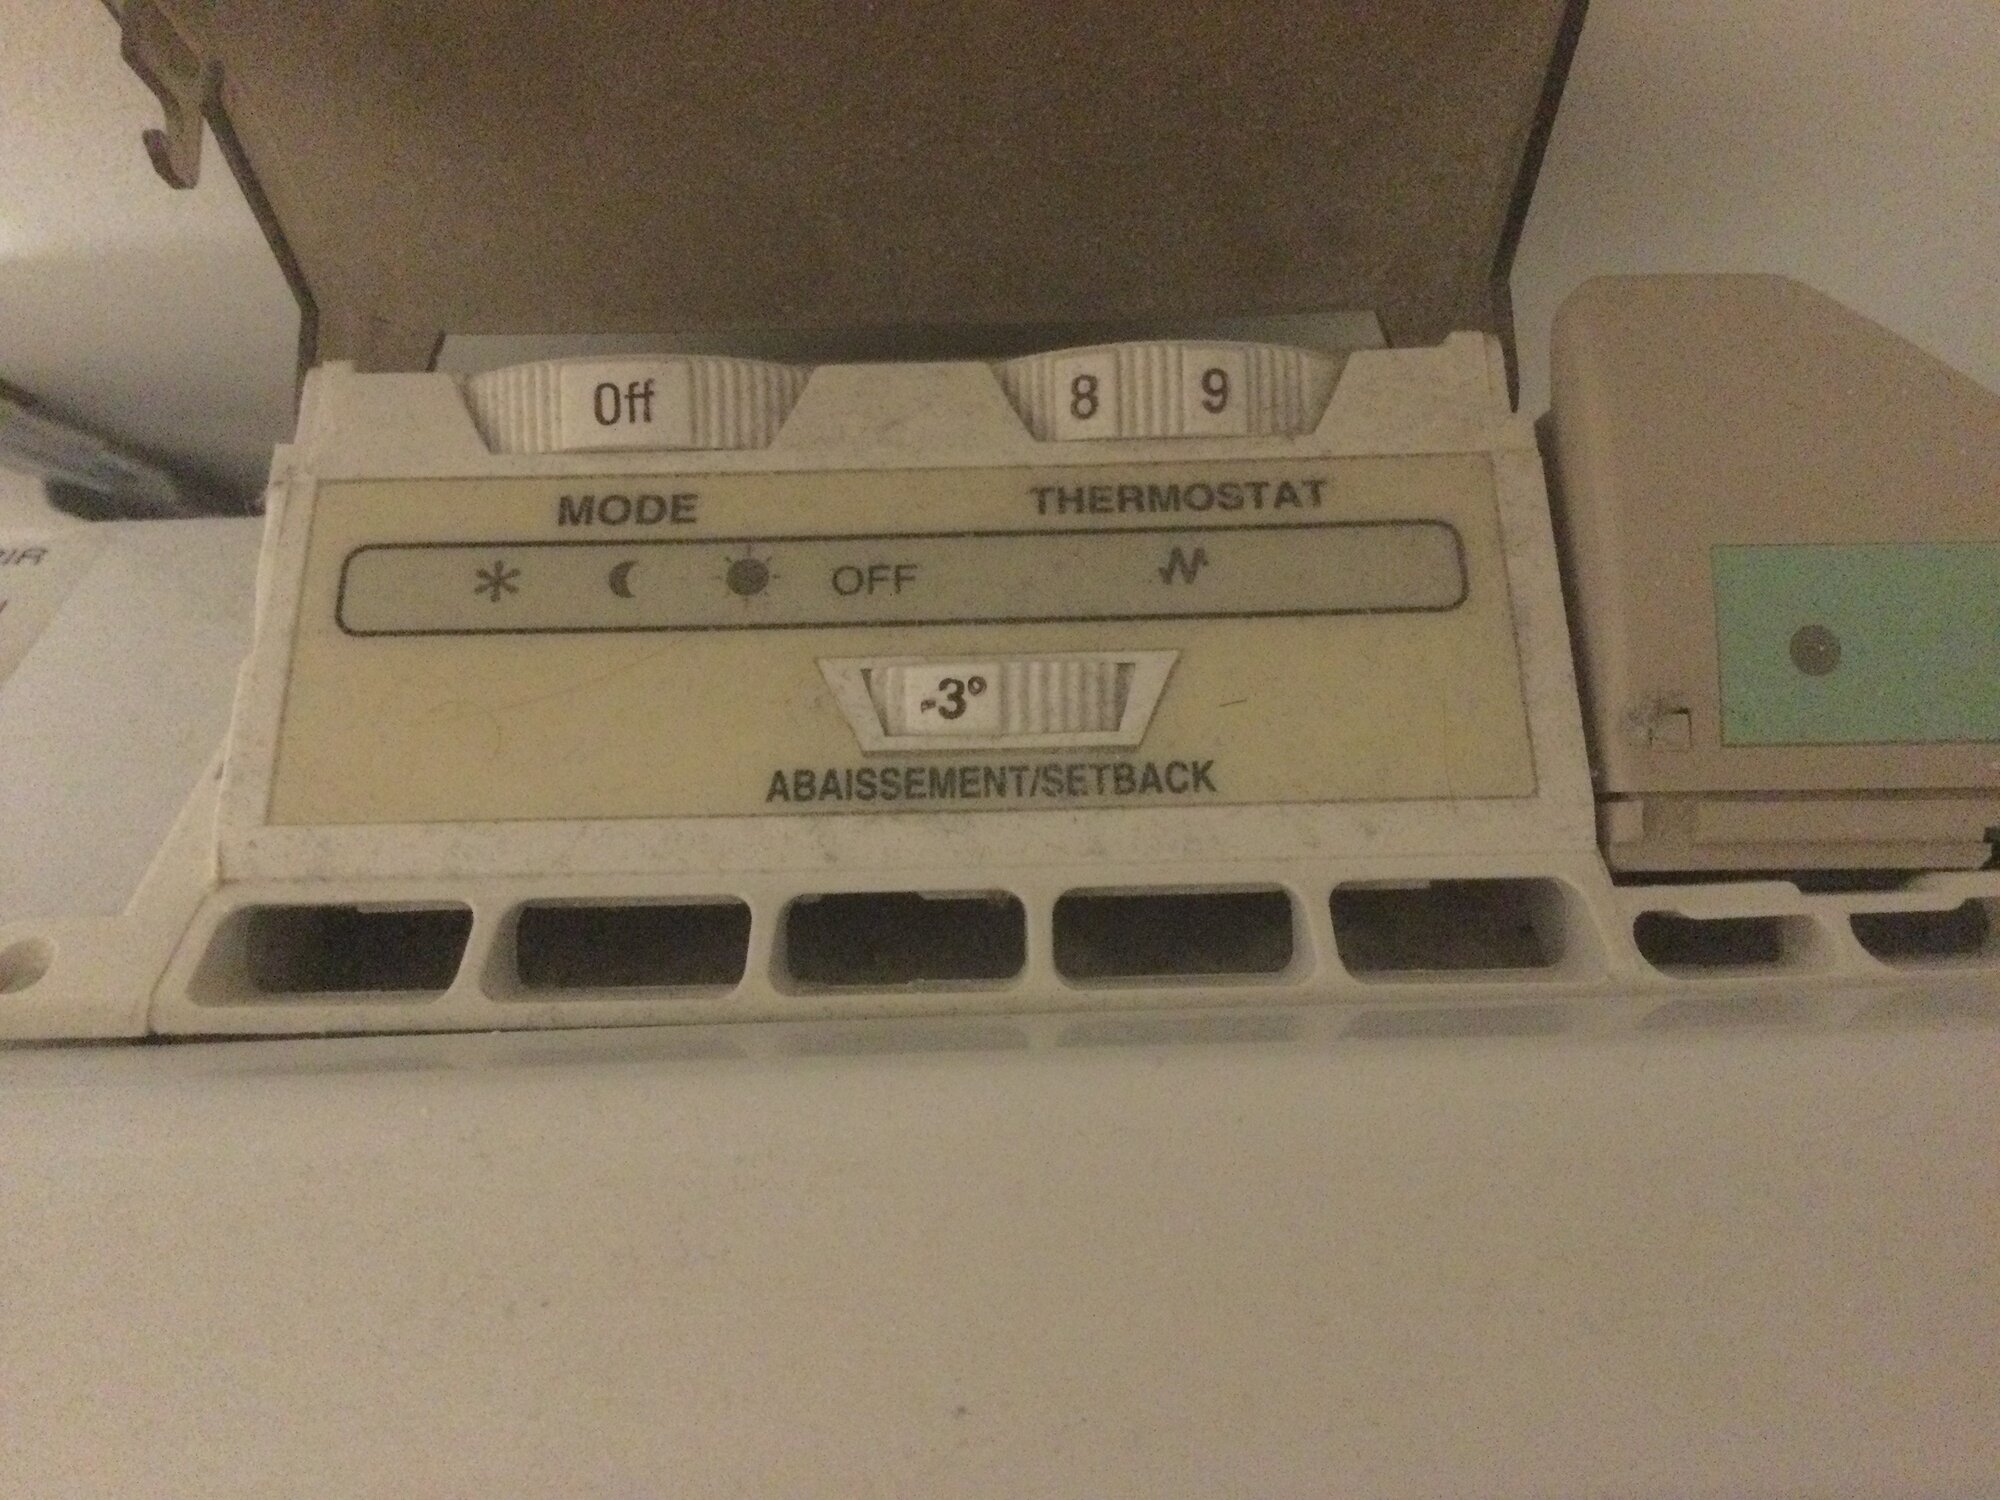 Off 8 9
MODE THERMOSTAT
OFF
-3°
ABAISSEMENT/SETBACK